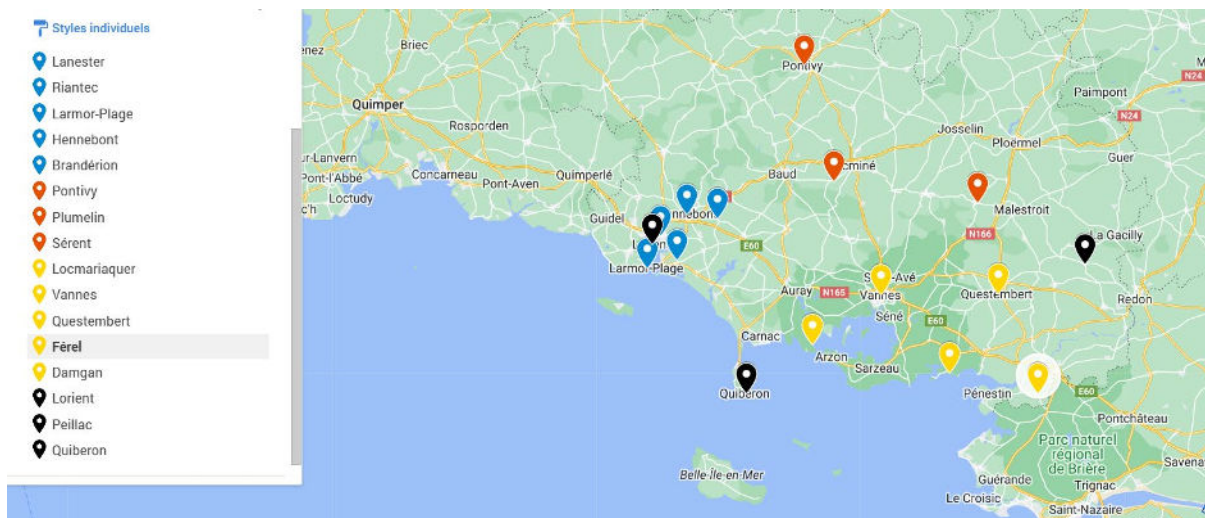 Styles individuels
Lanester
Riantec
Larmor-Plage
Hennebont
Brandérion
Pontivy
Plumelin
Sérent
Locmariaquer
Vannes
Questembert
Férel
Damgan
Lorient
Peillac
Quiberon
Briec
Pontivy
N24
Paimpont
Quimper
N24
Rosporden
Josselin
Ploërmel
Guer
Pont-l'Abbé
Concarneau
Quimperlé
Baud
Loctudy
Pont-Aven
Malestroit
Guidel
La Gacilly
N166
E60
Larmor-Plage
Auray
N165
Vannes
Questembert
Redon
Séné
E60
Carnac
Arzon
Sarzeau
Quiberon
Pénestin
E60
Pontchâteau
Parc naturel
régional
de Brière
Belle-Île-en-Mer
Guérande
Savena
Le Croisic
Trignac
Saint-Nazaire